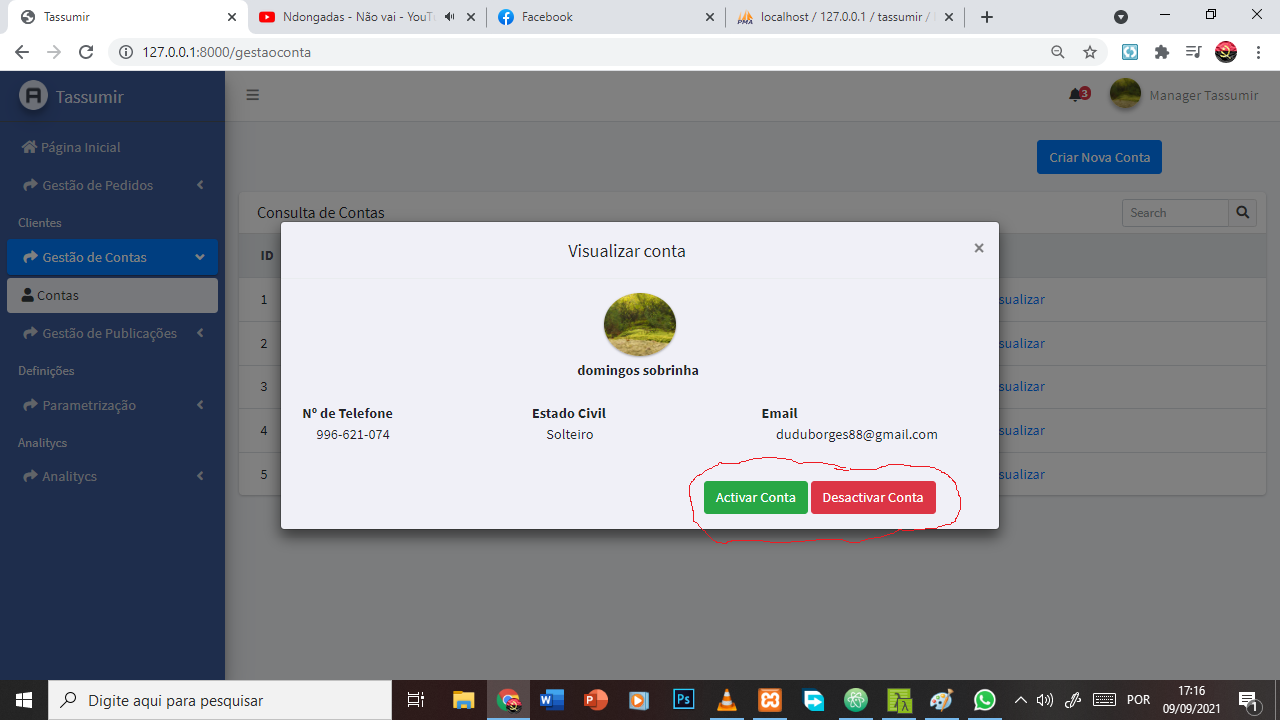 Tassumir
Ndongadas - Não vai - YouTu
Facebook
localhost / 127.0.0.1 / tassumir /
127.0.0.1:8000/gestaoconta
Tassumir
3
Manager Tassumir
Página Inicial
Gestão de Pedidos
Clientes
Gestão de Contas
Contas
Gestão de Publicações
Definições
Parametrização
Analitycs
Analitycs
Criar Nova Conta
Consulta de Contas
Search
ID
1
sualizar
2
sualizar
3
sualizar
4
sualizar
5
sualizar
Visualizar conta
×
domingos sobrinha
Nº de Telefone
996-621-074
Estado Civil
Solteiro
Email
duduborges88@gmail.com
Activar Conta
Desactivar Conta
Digite aqui para pesquisar
POR
17:16
09/09/2021
1